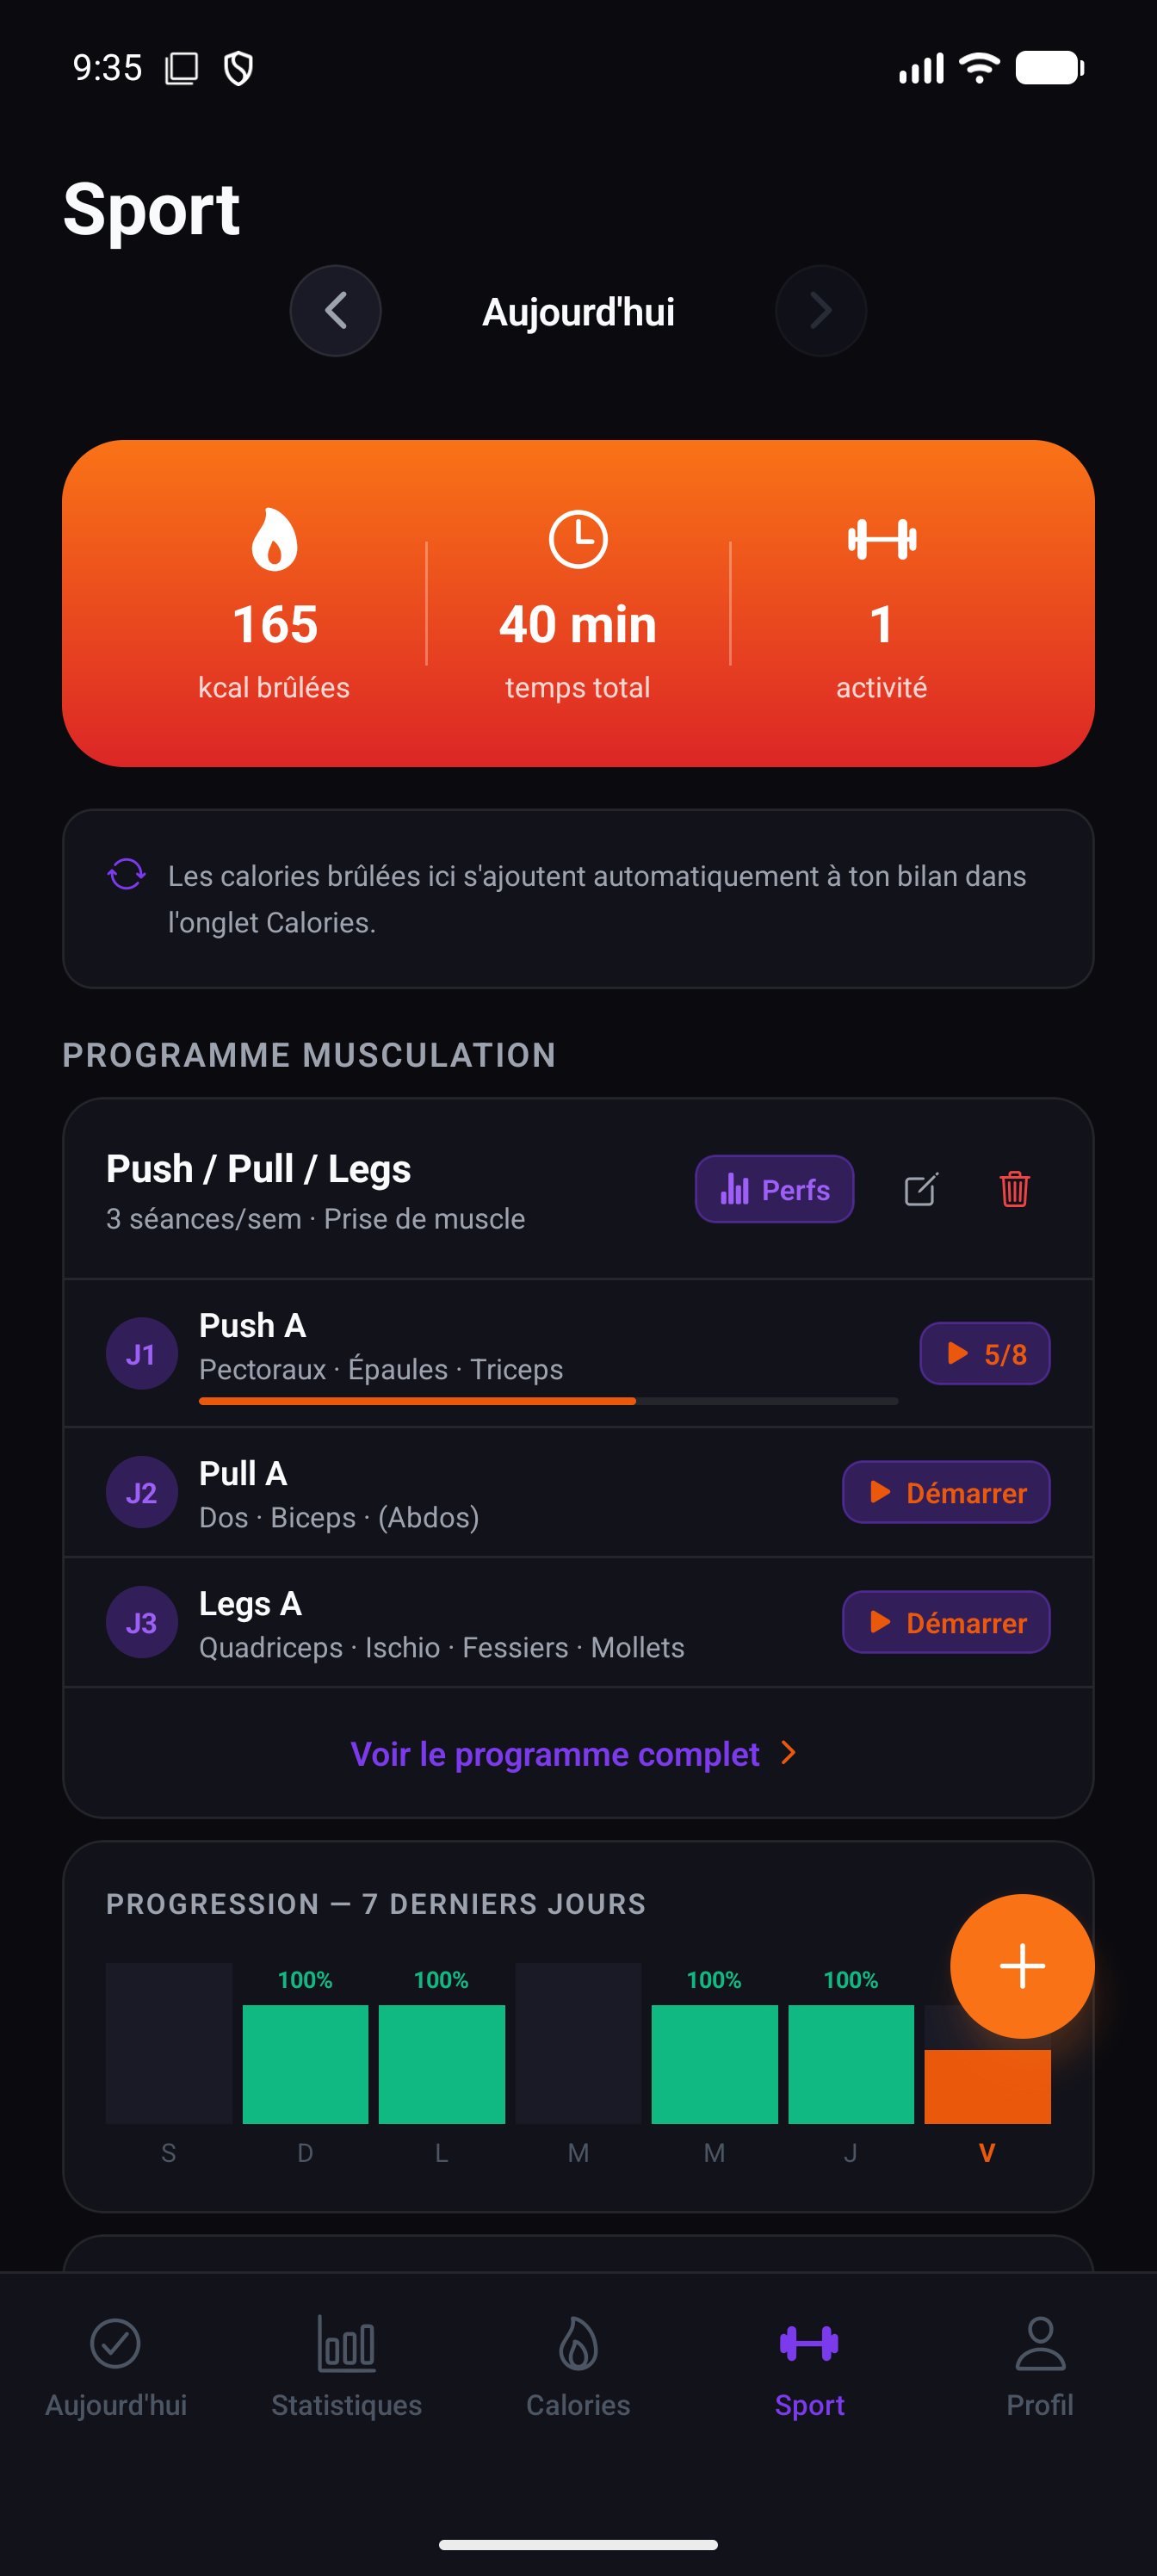 9:35
Sport
Aujourd'hui
165
kcal brûlées
40 min
temps total
1
activité
Les calories brûlées ici s'ajoutent automatiquement à ton bilan dans
l'onglet Calories.
PROGRAMME MUSCULATION
Push / Pull / Legs
3 séances/sem · Prise de muscle
Perfs
J1
Push A
Pectoraux · Épaules · Triceps
5/8
J2
Pull A
Dos · Biceps · (Abdos)
Démarrer
J3
Legs A
Quadriceps · Ischio · Fessiers · Mollets
Démarrer
Voir le programme complet
PROGRESSION — 7 DERNIERS JOURS
100% 100% 100% 100%
S D L M M J V
Aujourd'hui Statistiques Calories Sport Profil